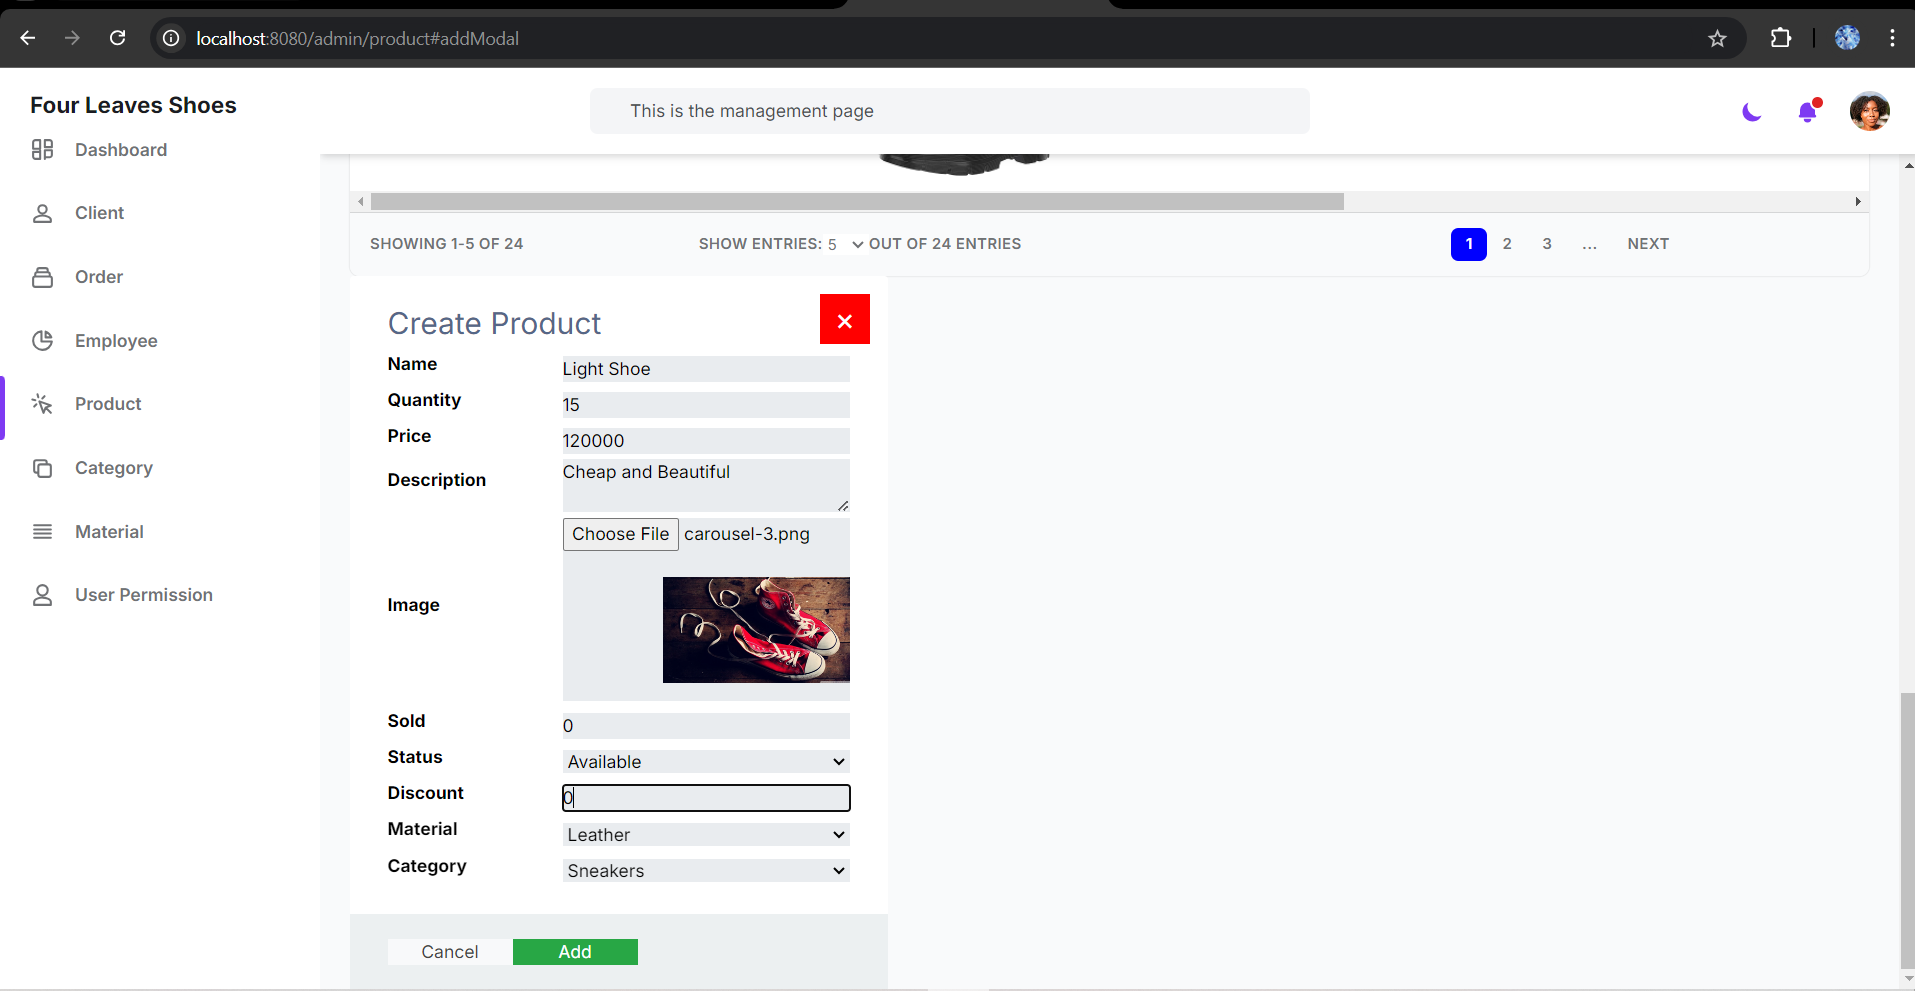 localhost:8080/admin/product#addModal
Four Leaves Shoes
This is the management page
Dashboard
Client
Order
Employee
Product
Category
Material
User Permission
SHOWING 1-5 OF 24
SHOW ENTRIES: 5 OUT OF 24 ENTRIES
1 2 3 ... NEXT
Create Product
×
Name Light Shoe
Quantity 15
Price 120000
Description Cheap and Beautiful
Choose File carousel-3.png
Image
Sold 0
Status Available
Discount 0
Material Leather
Category Sneakers
Cancel Add